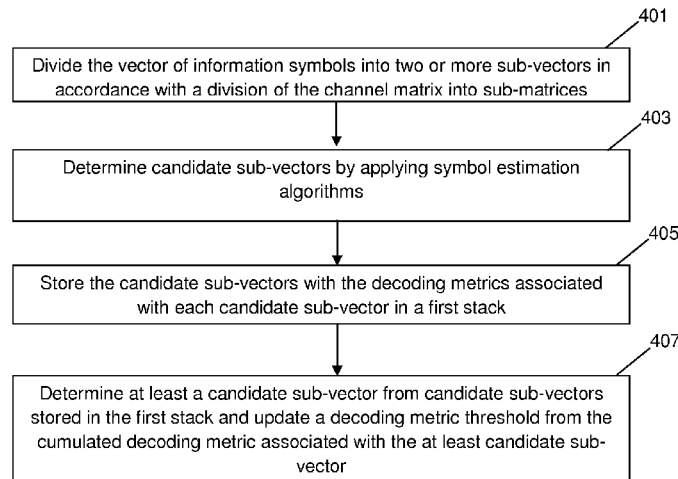 401
Divide the vector of information symbols into two or more sub-vectors in
accordance with a division of the channel matrix into sub-matrices
403
Determine candidate sub-vectors by applying symbol estimation
algorithms
405
Store the candidate sub-vectors with the decoding metrics associated
with each candidate sub-vector in a first stack
407
Determine at least a candidate sub-vector from candidate sub-vectors
stored in the first stack and update a decoding metric threshold from the
cumulated decoding metric associated with the at least candidate sub-
vector